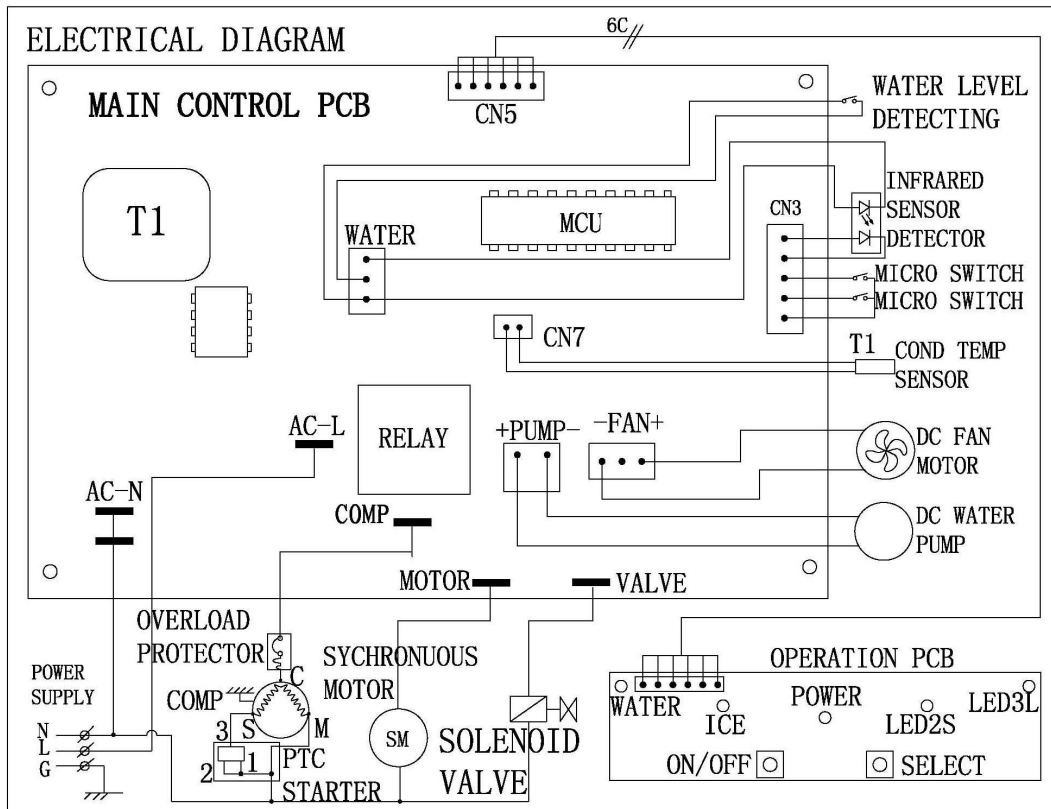 ELECTRICAL DIAGRAM
6C
MAIN CONTROL PCB
CN5
WATER LEVEL
DETECTING
T1
MCU
WATER
CN3
INFRARED
SENSOR
DETECTOR
MICRO SWITCH
MICRO SWITCH
CN7
T1
COND TEMP
SENSOR
AC-L
RELAY
+PUMP-
-FAN+
DC FAN
MOTOR
AC-N
COMP
DC WATER
PUMP
MOTOR
VALVE
OVERLOAD
PROTECTOR
SYCHRONUOUS
MOTOR
POWER
SUPPLY
COMP
C
S
M
3
N
L
G
2
1
PTC
STARTER
SM
SOLENOID
VALVE
OPERATION PCB
WATER
ICE
POWER
LED2S
LED3L
ON/OFF
SELECT